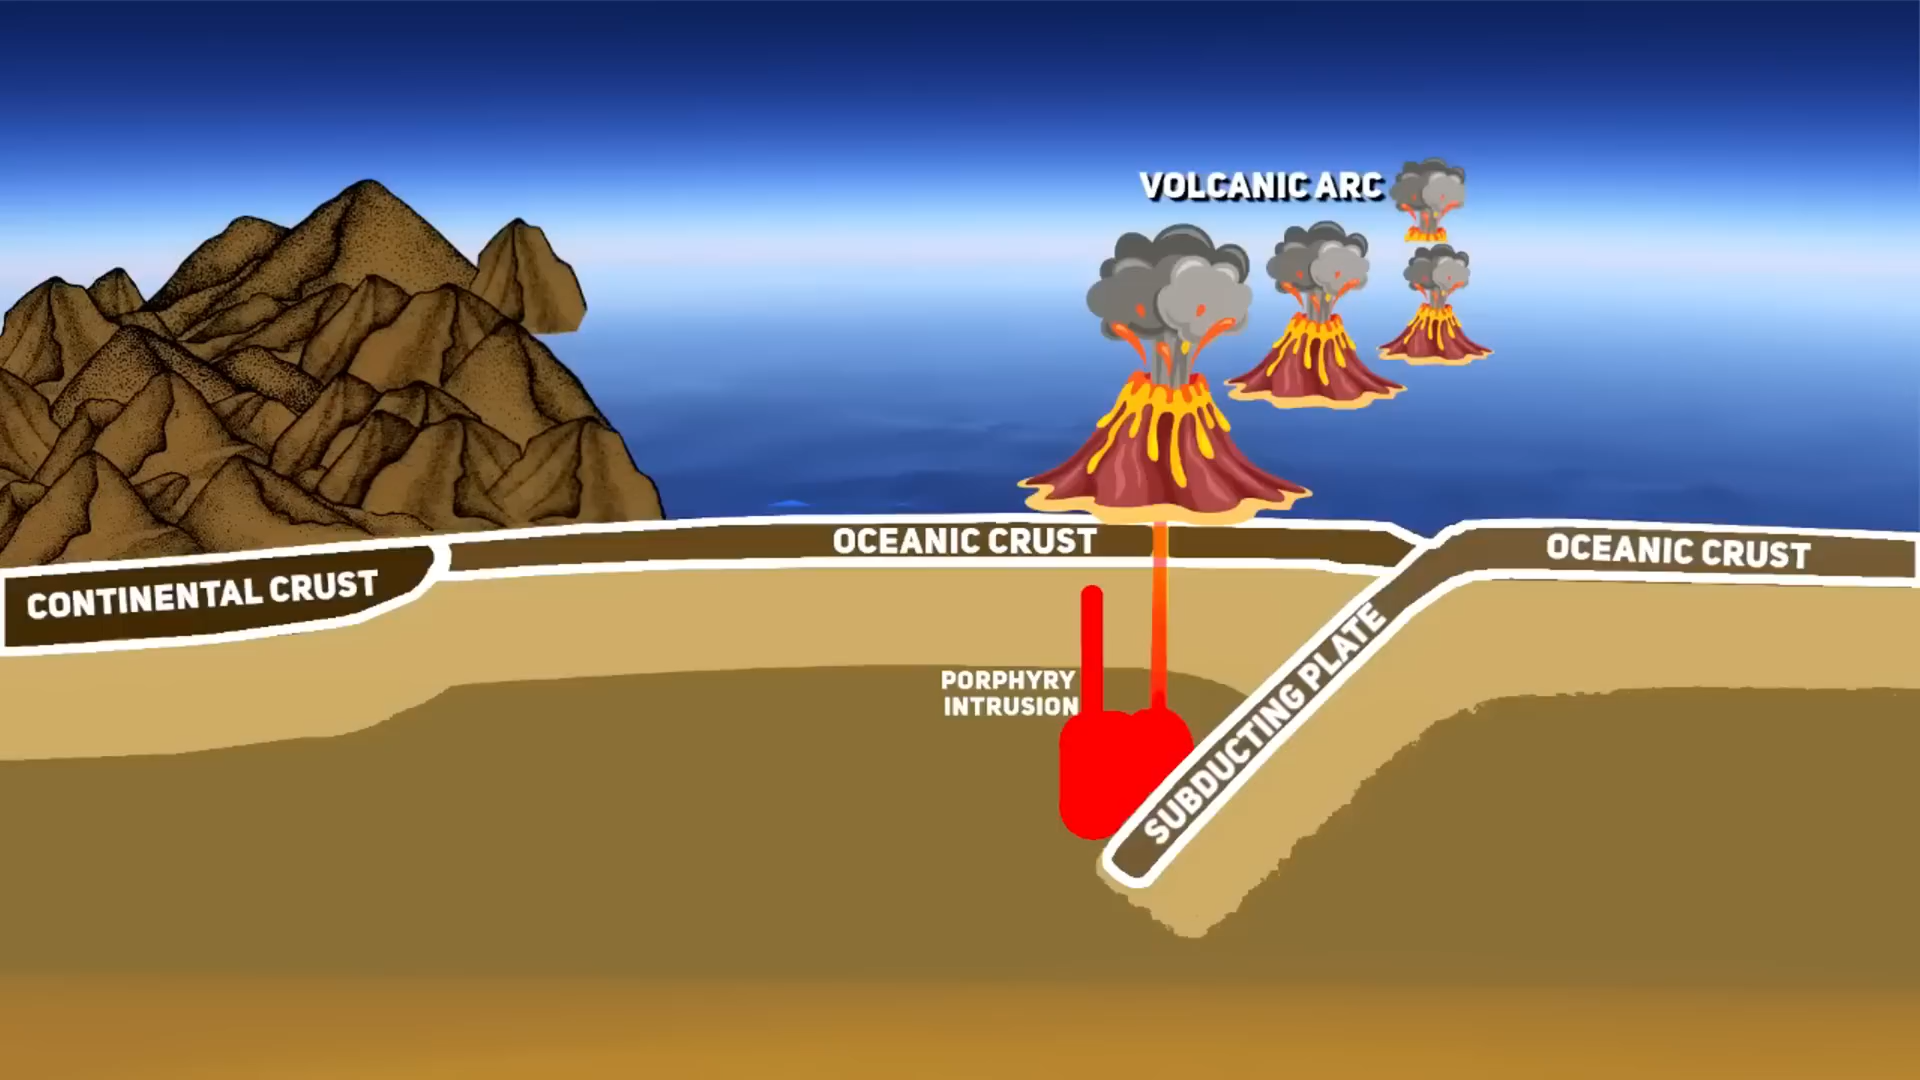 VOLCANIC ARC
OCEANIC CRUST
OCEANIC CRUST
CONTINENTAL CRUST
PORPHYRY
INTRUSION
SUBDUCTING PLATE